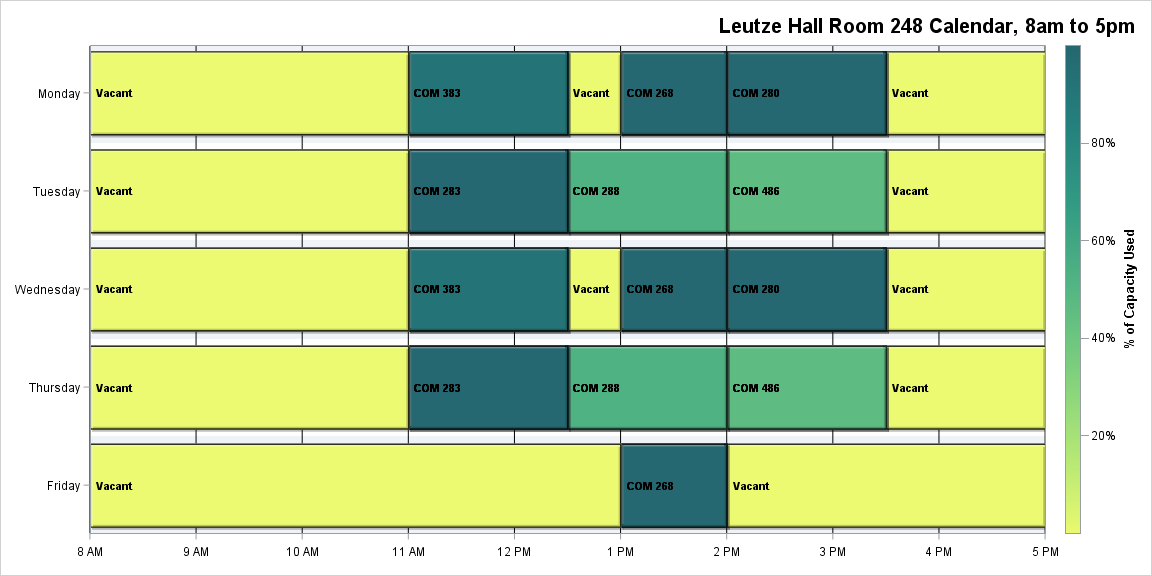 Leutze Hall Room 248 Calendar, 8am to 5pm
Monday
Vacant
COM 383
Vacant
COM 268
COM 280
Vacant
Tuesday
Vacant
COM 283
COM 288
COM 486
Vacant
Wednesday
Vacant
COM 383
Vacant
COM 268
COM 280
Vacant
Thursday
Vacant
COM 283
COM 288
COM 486
Vacant
Friday
Vacant
COM 268
Vacant
8 AM
9 AM
10 AM
11 AM
12 PM
1 PM
2 PM
3 PM
4 PM
5 PM
80%
60%
40%
20%
% of Capacity Used